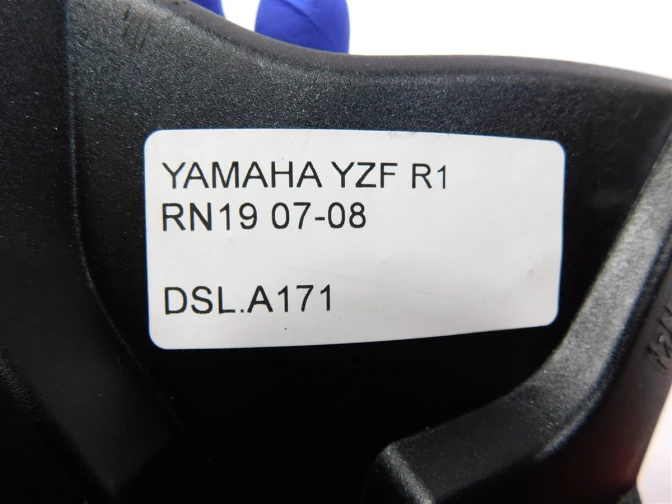 YAMAHA YZF R1
RN19 07-08
DSL.A171